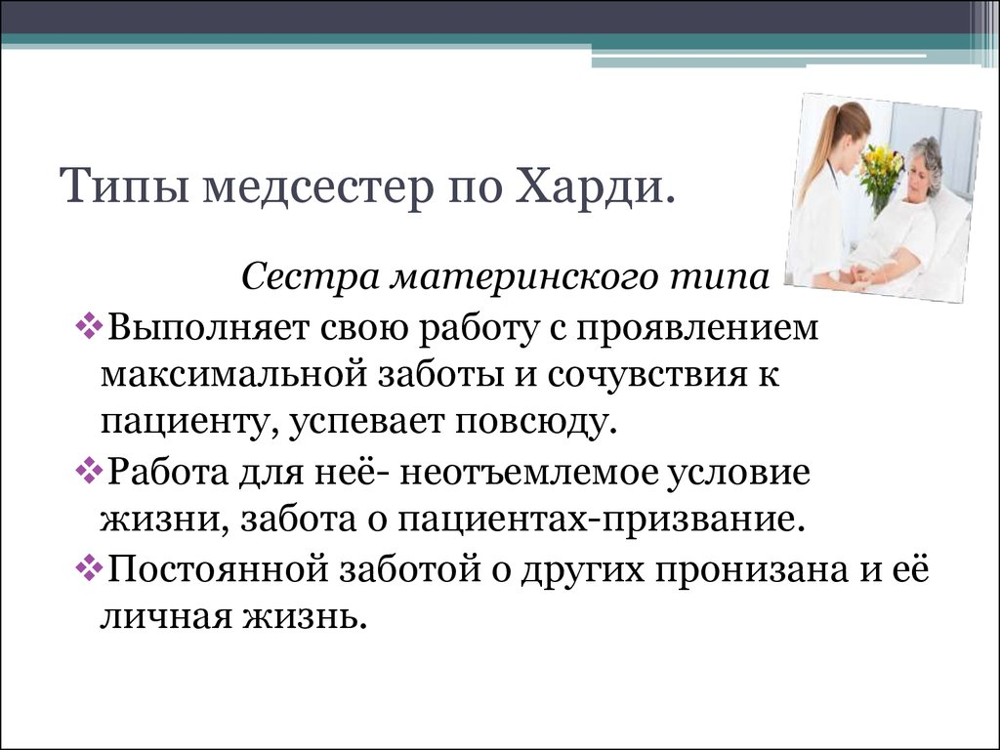 Типы медсестер по Харди.
Сестра материнского типа
❖Выполняет свою работу с проявлением
максимальной заботы и сочувствия к
пациенту, успевает повсюду.
❖Работа для неё- неотъемлемое условие
жизни, забота о пациентах-призвание.
❖Постоянной заботой о других пронизана и её
личная жизнь.